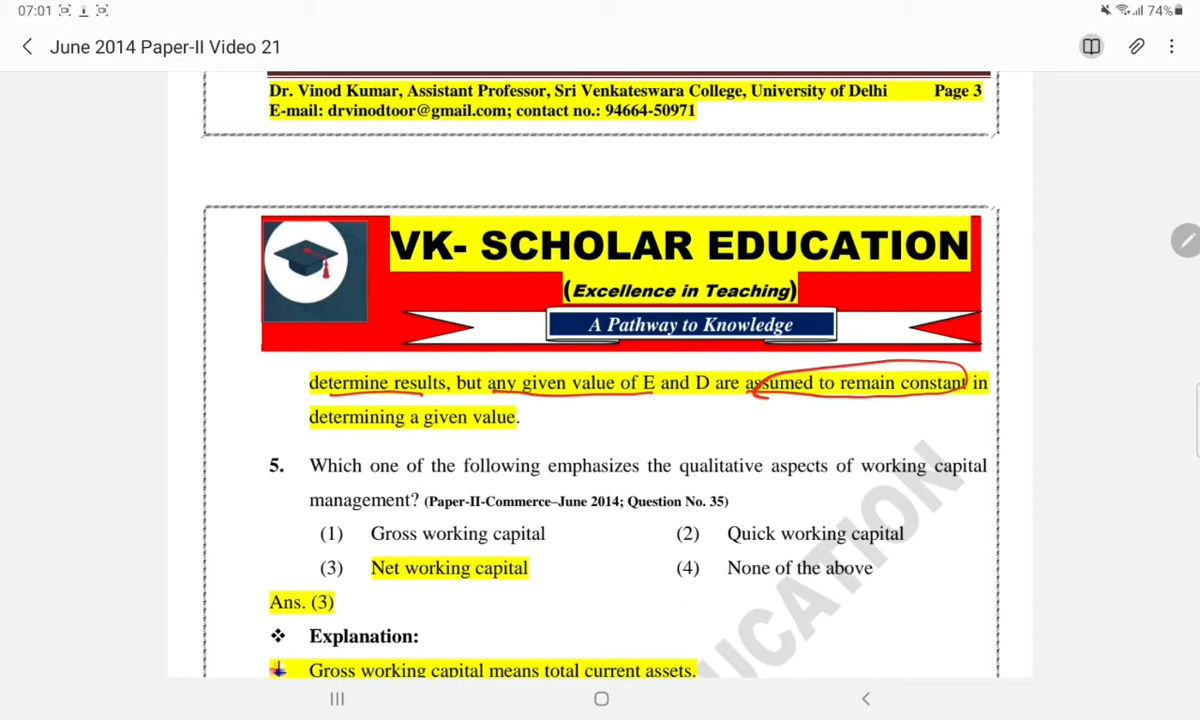 07:01
74%
June 2014 Paper-II Video 21
Dr. Vinod Kumar, Assistant Professor, Sri Venkateswara College, University of Delhi Page 3
E-mail: drvinodtoor@gmail.com; contact no.: 94664-50971
VK- SCHOLAR EDUCATION
(Excellence in Teaching)
A Pathway to Knowledge
determine results, but any given value of E and D are assumed to remain constant in
determining a given value.
5. Which one of the following emphasizes the qualitative aspects of working capital
management? (Paper-II-Commerce–June 2014; Question No. 35)
(1) Gross working capital (2) Quick working capital
(3) Net working capital (4) None of the above
Ans. (3)
❖ Explanation:
Gross working capital means total current assets.
UCATION